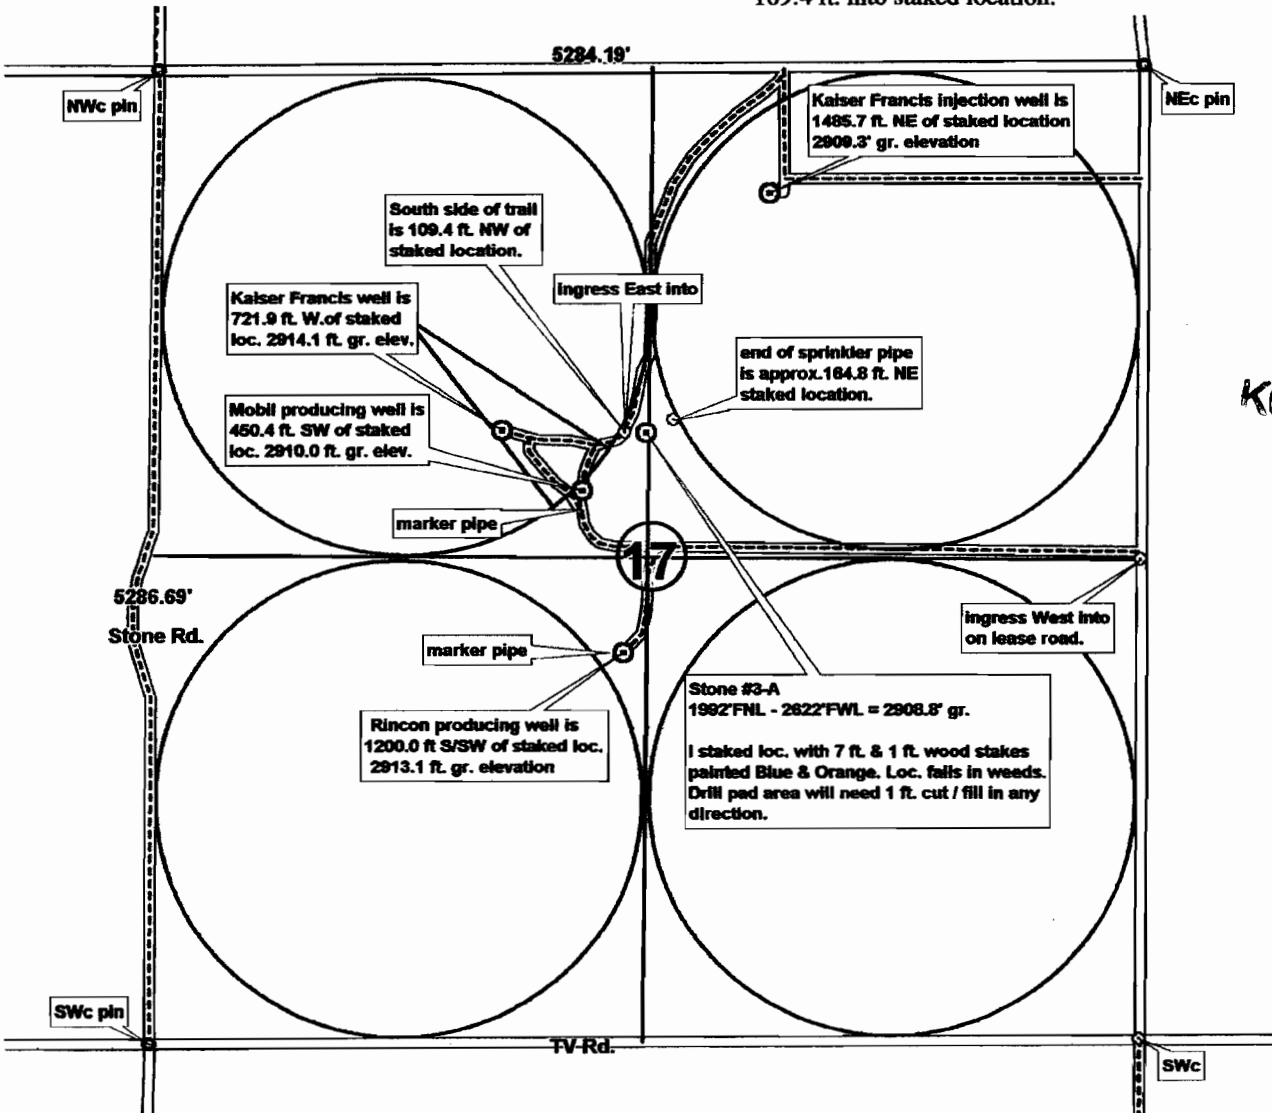 109.4 ft. into staked location.
5284.19'
NWc pin
NEc pin
Kaiser Francis injection well is
1485.7 ft. NE of staked location
2909.3' gr. elevation
South side of trail
is 109.4 ft. NW of
staked location.
ingress East into
Kaiser Francis well is
721.9 ft. W.of staked
loc. 2914.1 ft. gr. elev.
end of sprinkler pipe
is approx.164.8 ft. NE
staked location.
Mobil producing well is
450.4 ft. SW of staked
loc. 2910.0 ft. gr. elev.
marker pipe
17
5286.69'
Stone Rd.
ingress West into
on lease road.
marker pipe
Stone #3-A
1992'FNL - 2622'FWL = 2908.8' gr.
I staked loc. with 7 ft. & 1 ft. wood stakes
painted Blue & Orange. Loc. falls in weeds.
Drill pad area will need 1 ft. cut / fill in any
direction.
Rincon producing well is
1200.0 ft S/SW of staked loc.
2913.1 ft. gr. elevation
SWc pin
TV-Rd.
SWc